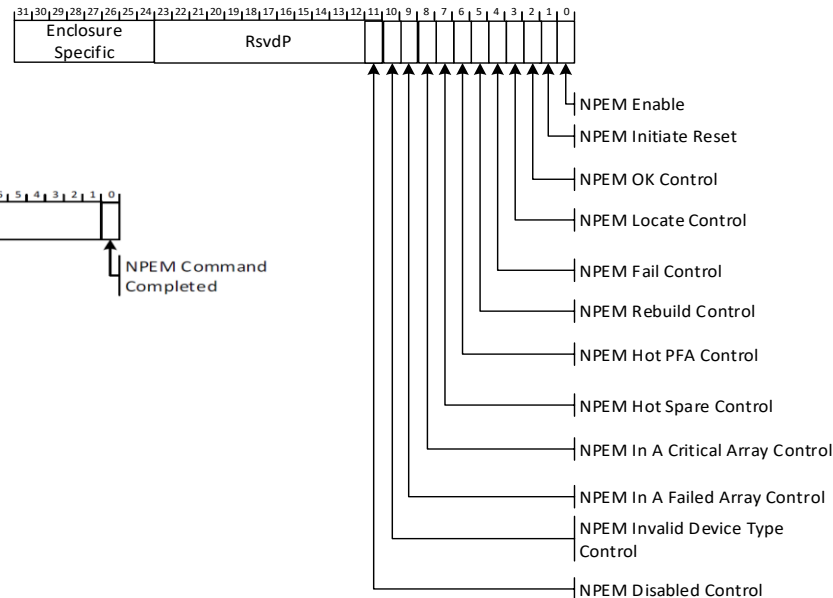 31 30 29 28 27 26 25 24 23 22 21 20 19 18 17 16 15 14 13 12 11 10 9 8 7 6 5 4 3 2 1 0
Enclosure
Specific
RsvdP
NPEM Enable
NPEM Initiate Reset
NPEM OK Control
NPEM Locate Control
NPEM Fail Control
NPEM Rebuild Control
NPEM Hot PFA Control
NPEM Hot Spare Control
NPEM In A Critical Array Control
NPEM In A Failed Array Control
NPEM Invalid Device Type
Control
NPEM Disabled Control
5 4 3 2 1 0
NPEM Command
Completed